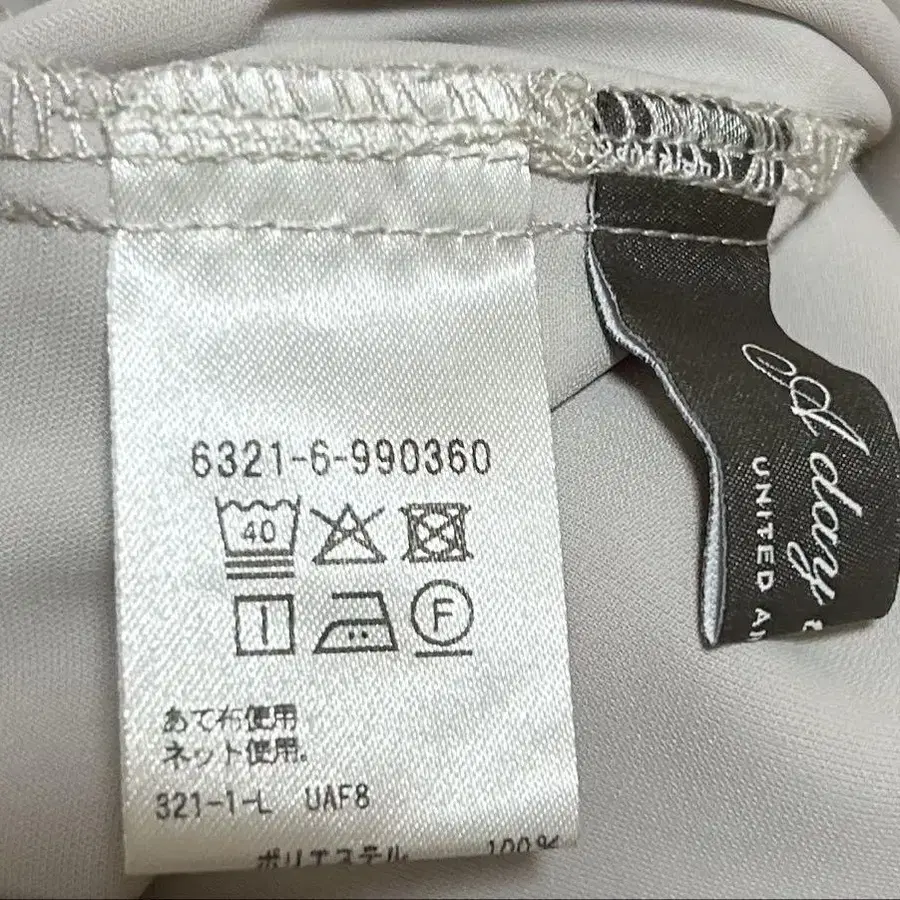 6321-6-990360
40
F
あて布使用
ネット使用。
321-1-L UAF8
ポリエステル 100%
A day
UNITED